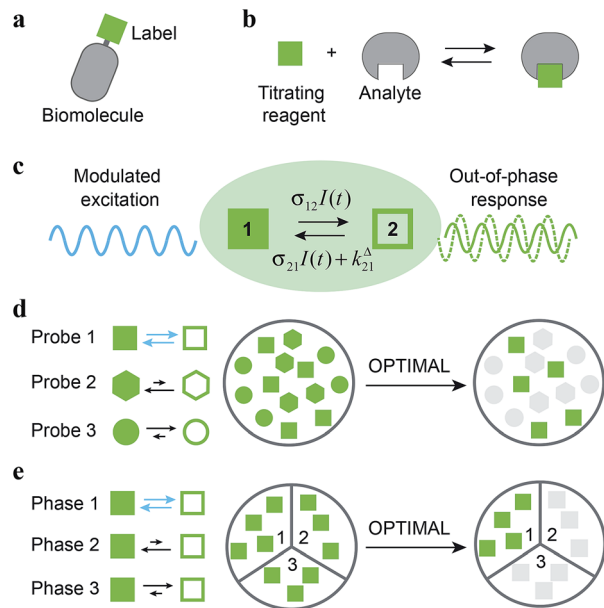 a
Label
Biomolecule
b
+
Titrating
reagent
Analyte
c
Modulated
excitation
σ₁₂I(t)
1
2
σ₂₁I(t) + k₂₁^Δ
Out-of-phase
response
d
Probe 1
Probe 2
Probe 3
OPTIMAL
e
Phase 1
Phase 2
Phase 3
1
2
3
OPTIMAL
1
2
3